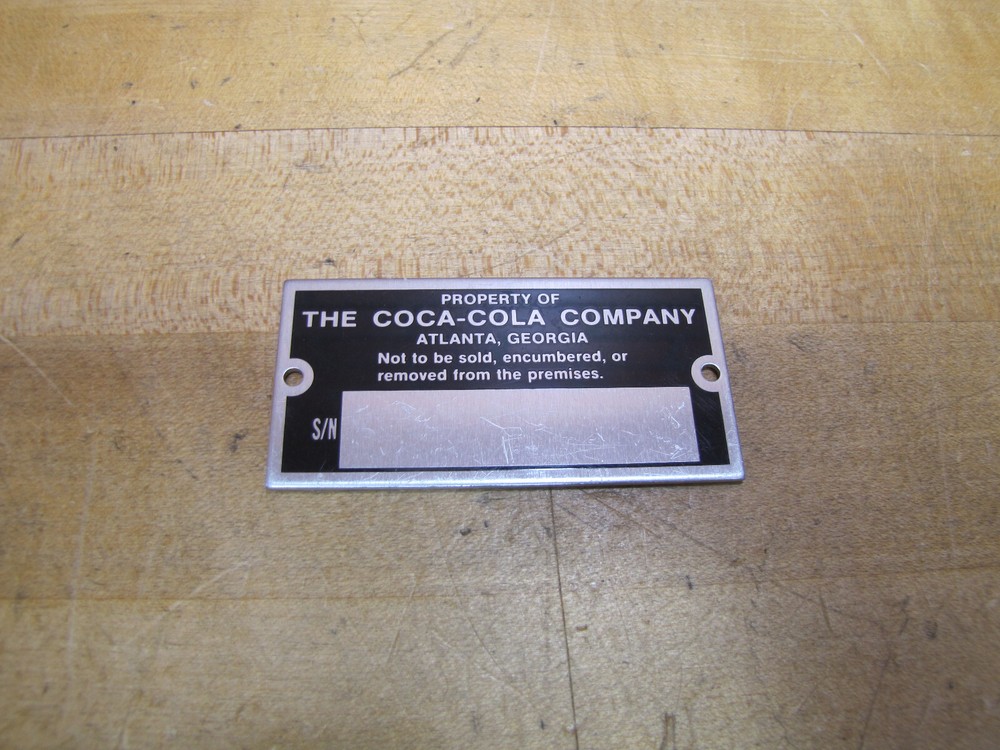 PROPERTY OF
THE COCA-COLA COMPANY
ATLANTA, GEORGIA
Not to be sold, encumbered, or
removed from the premises.
S/N